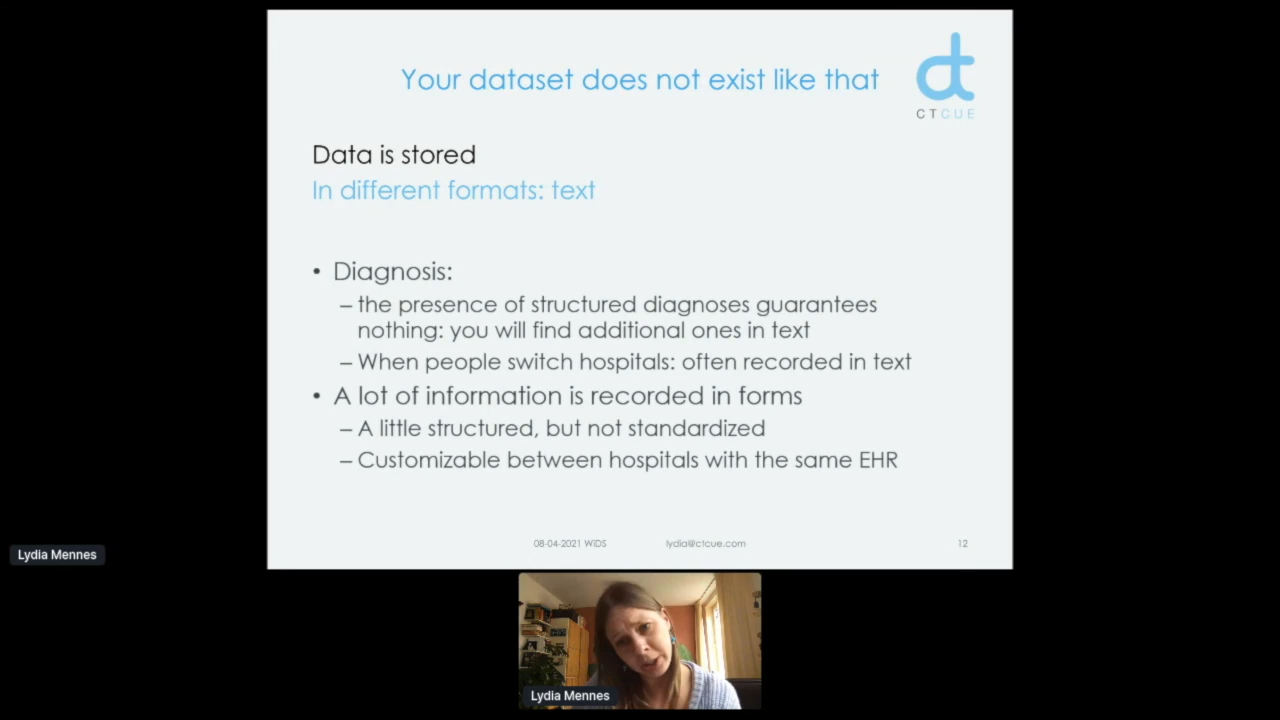 Your dataset does not exist like that
CTCUE
Data is stored
In different formats: text
• Diagnosis:
– the presence of structured diagnoses guarantees
nothing: you will find additional ones in text
– When people switch hospitals: often recorded in text
• A lot of information is recorded in forms
– A little structured, but not standardized
– Customizable between hospitals with the same EHR
08-04-2021 WiDS lydia@ctcue.com 12
Lydia Mennes
Lydia Mennes